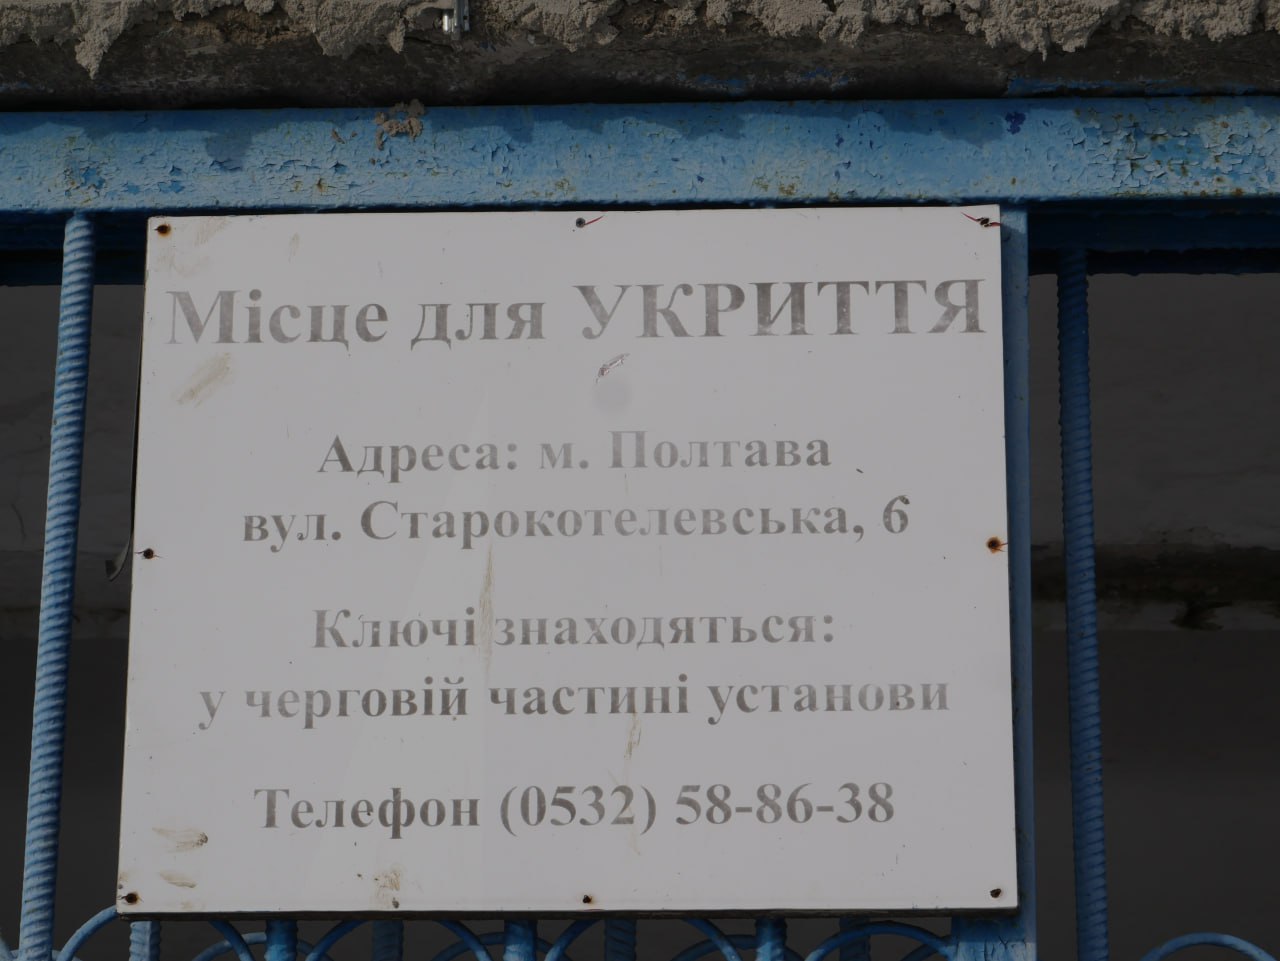 Місце для УКРИТТЯ
Адреса: м. Полтава
вул. Старокотелевська, 6
Ключі знаходяться:
у черговій частині установи
Телефон (0532) 58-86-38